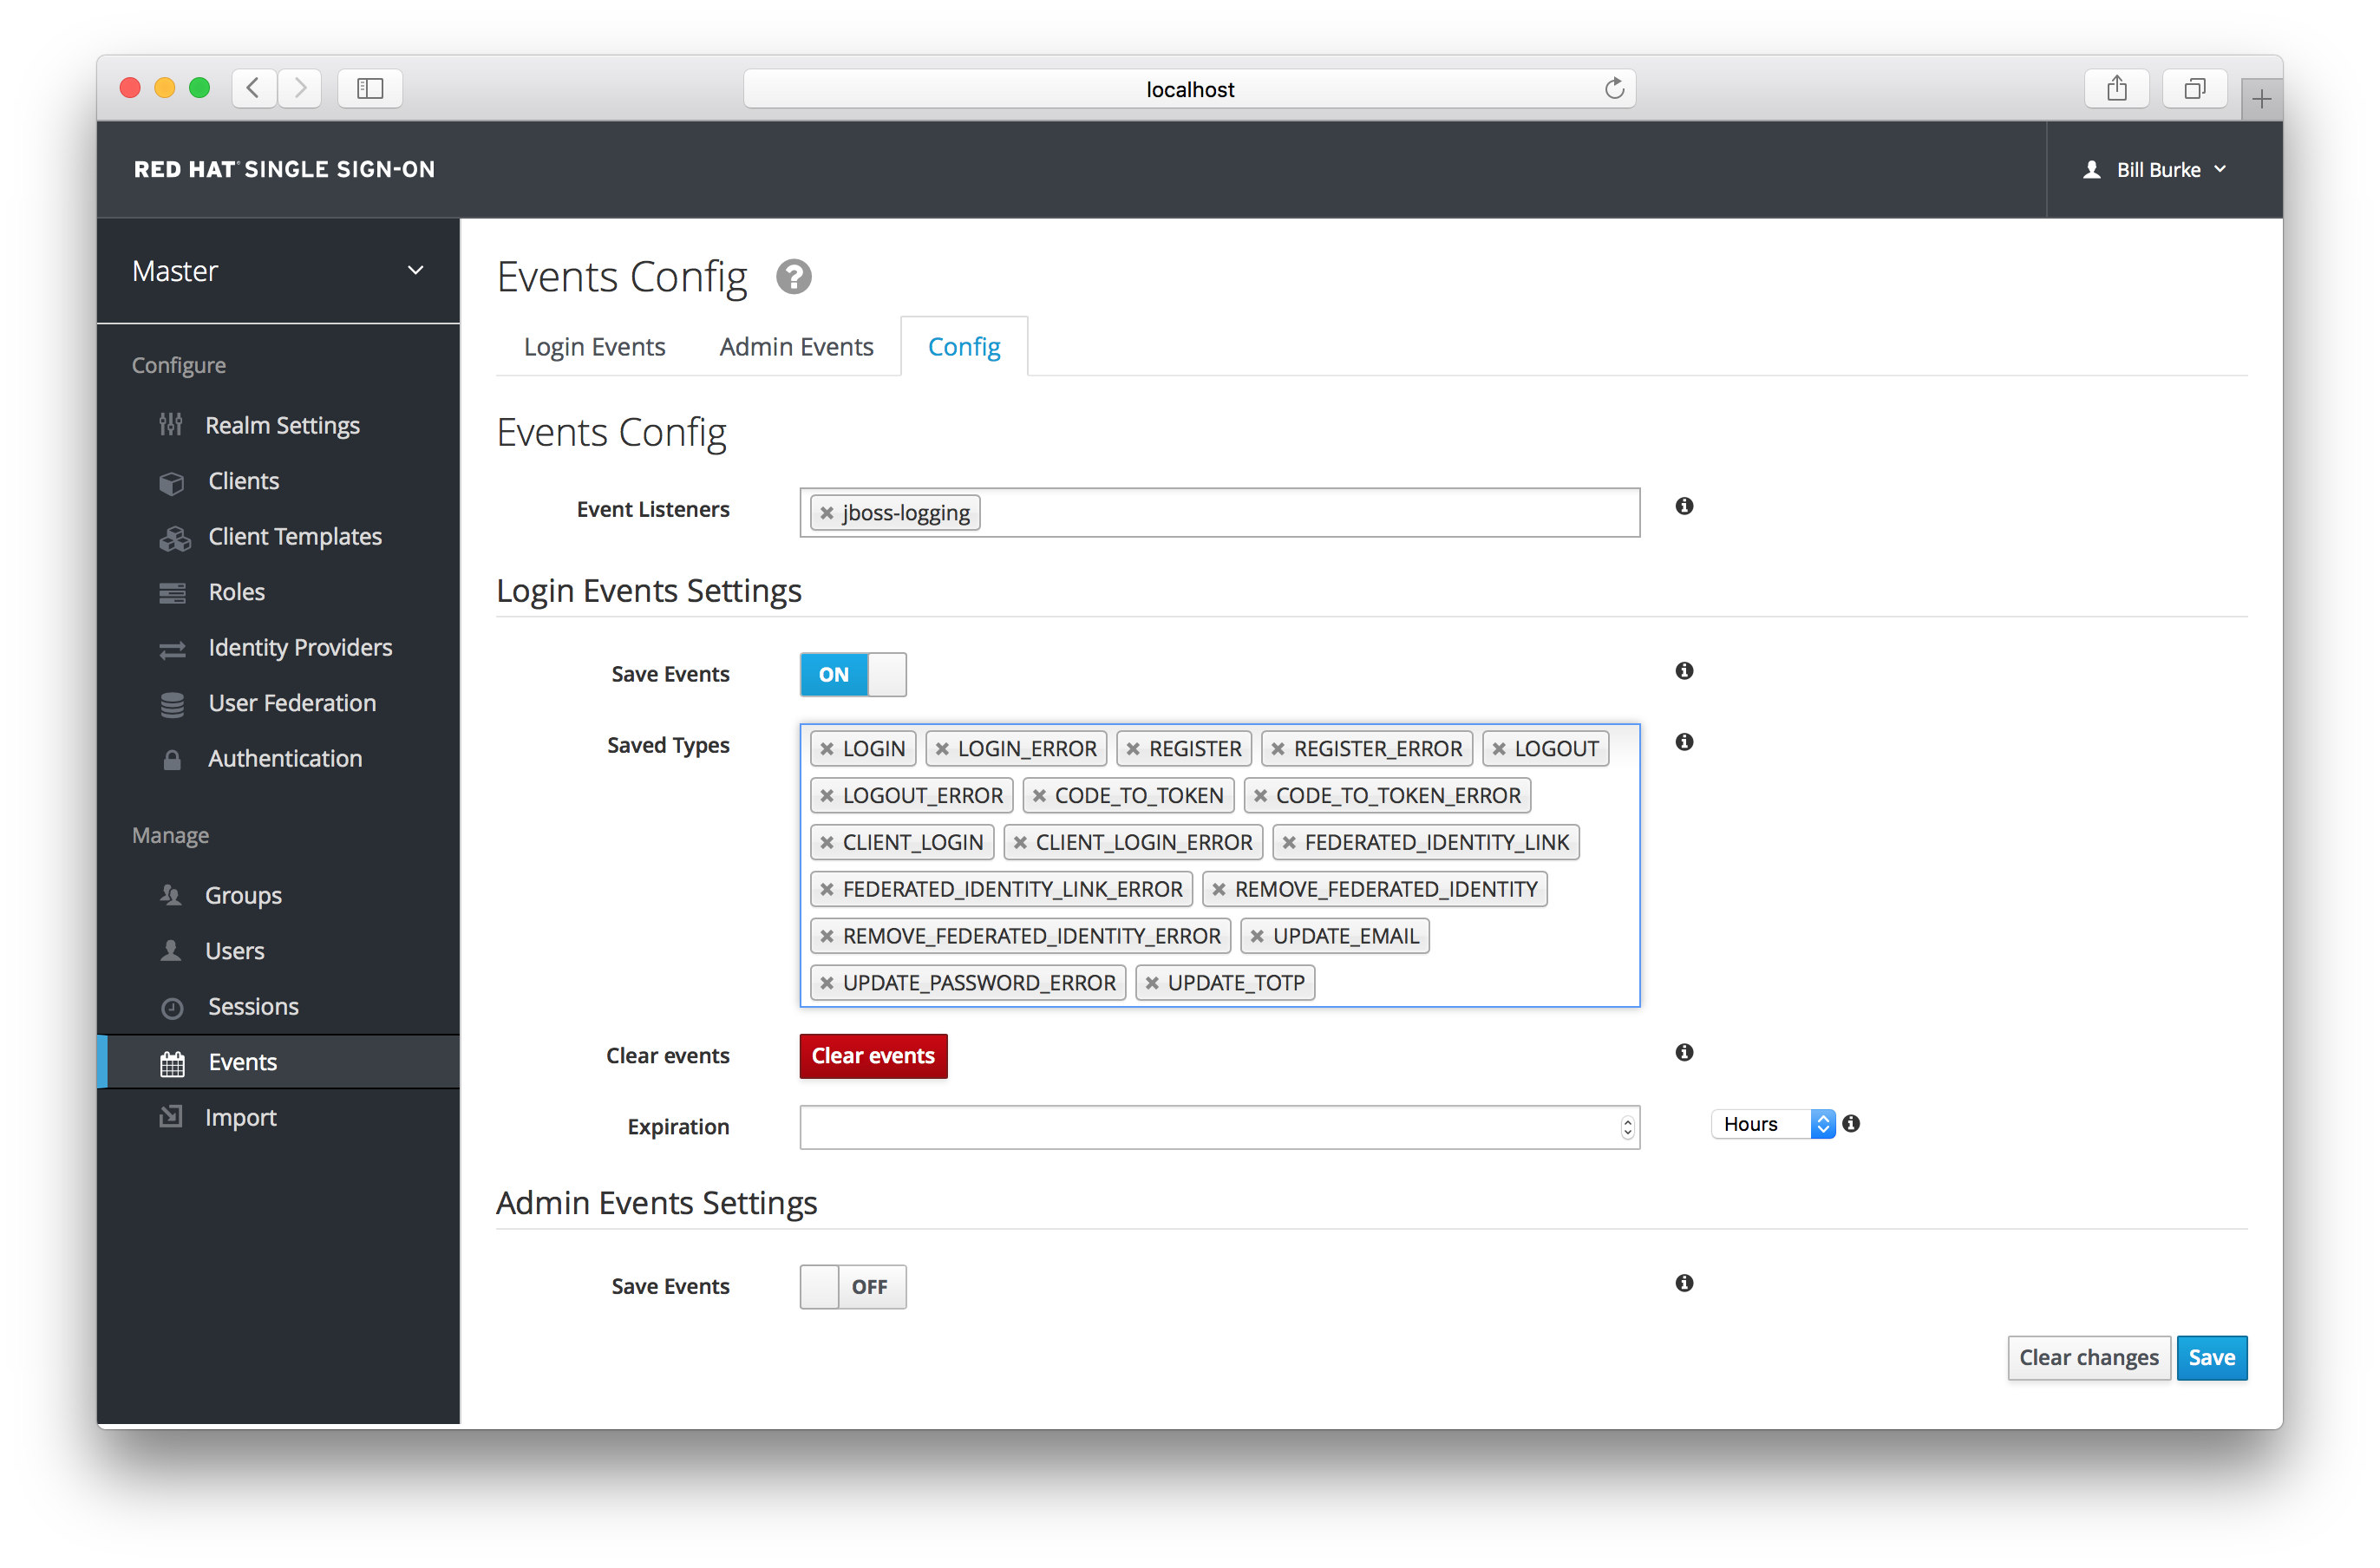 localhost
RED HAT® SINGLE SIGN-ON
Bill Burke
Master
Configure
Realm Settings
Clients
Client Templates
Roles
Identity Providers
User Federation
Authentication
Manage
Groups
Users
Sessions
Events
Import
Events Config
Login Events Admin Events Config
Events Config
Event Listeners jboss-logging
Login Events Settings
Save Events ON
Saved Types LOGIN LOGIN_ERROR REGISTER REGISTER_ERROR LOGOUT
LOGOUT_ERROR CODE_TO_TOKEN CODE_TO_TOKEN_ERROR
CLIENT_LOGIN CLIENT_LOGIN_ERROR FEDERATED_IDENTITY_LINK
FEDERATED_IDENTITY_LINK_ERROR REMOVE_FEDERATED_IDENTITY
REMOVE_FEDERATED_IDENTITY_ERROR UPDATE_EMAIL
UPDATE_PASSWORD_ERROR UPDATE_TOTP
Clear events Clear events
Expiration Hours
Admin Events Settings
Save Events OFF
Clear changes Save